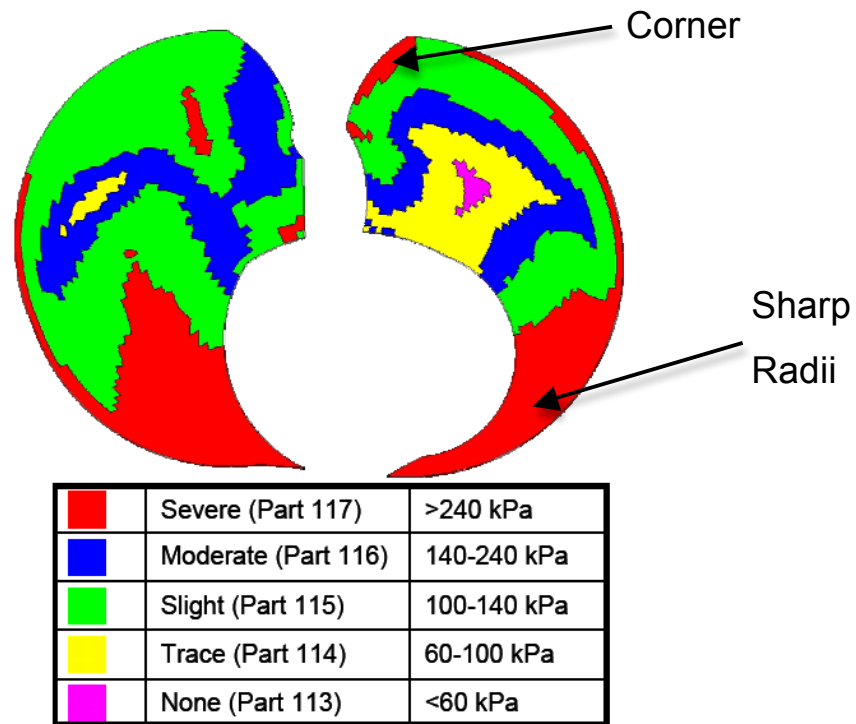 Corner
Sharp
Radii
Severe (Part 117) >240 kPa
Moderate (Part 116) 140-240 kPa
Slight (Part 115) 100-140 kPa
Trace (Part 114) 60-100 kPa
None (Part 113) <60 kPa